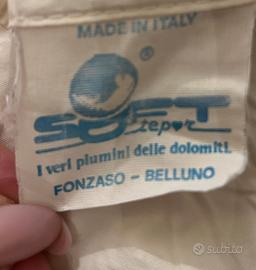 MADE IN ITALY
®
SOFT
tepor
I veri piumini delle dolomiti.
FONZASO - BELLUNO
subito